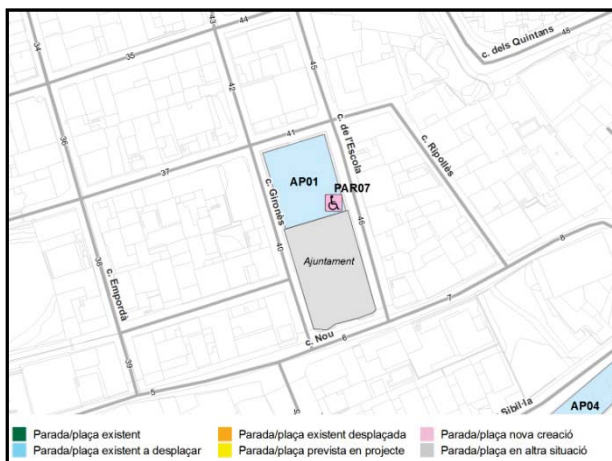 43
44
c. dels Quintans
48
34
35
42
45
36
c. de l'Escola
41
c. Ripollès
37
AP01
PAR07
c. Gironès
46
40
Ajuntament
38
c. Empordà
8
7
c. Nou
6
39
5
Sibil·la
AP04
Parada/plaça existent
Parada/plaça existent desplaçada
Parada/plaça nova creació
Parada/plaça existent a desplaçar
Parada/plaça prevista en projecte
Parada/plaça en altra situació